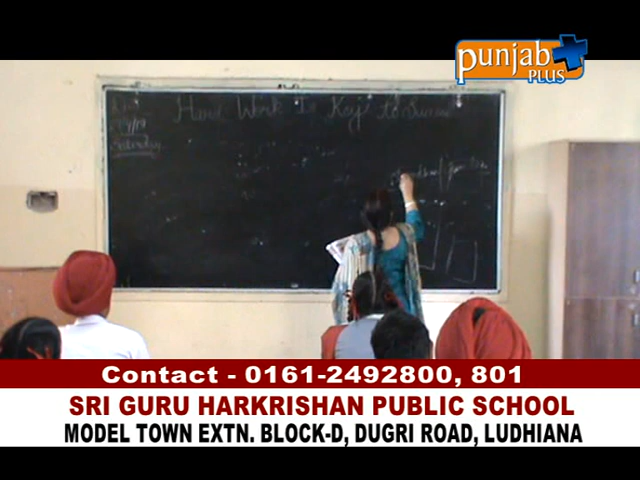 punjab
PLUS
Hard Work Is Key to Success
Saturday
Contact - 0161-2492800, 801
SRI GURU HARKRISHAN PUBLIC SCHOOL
MODEL TOWN EXTN. BLOCK-D, DUGRI ROAD, LUDHIANA